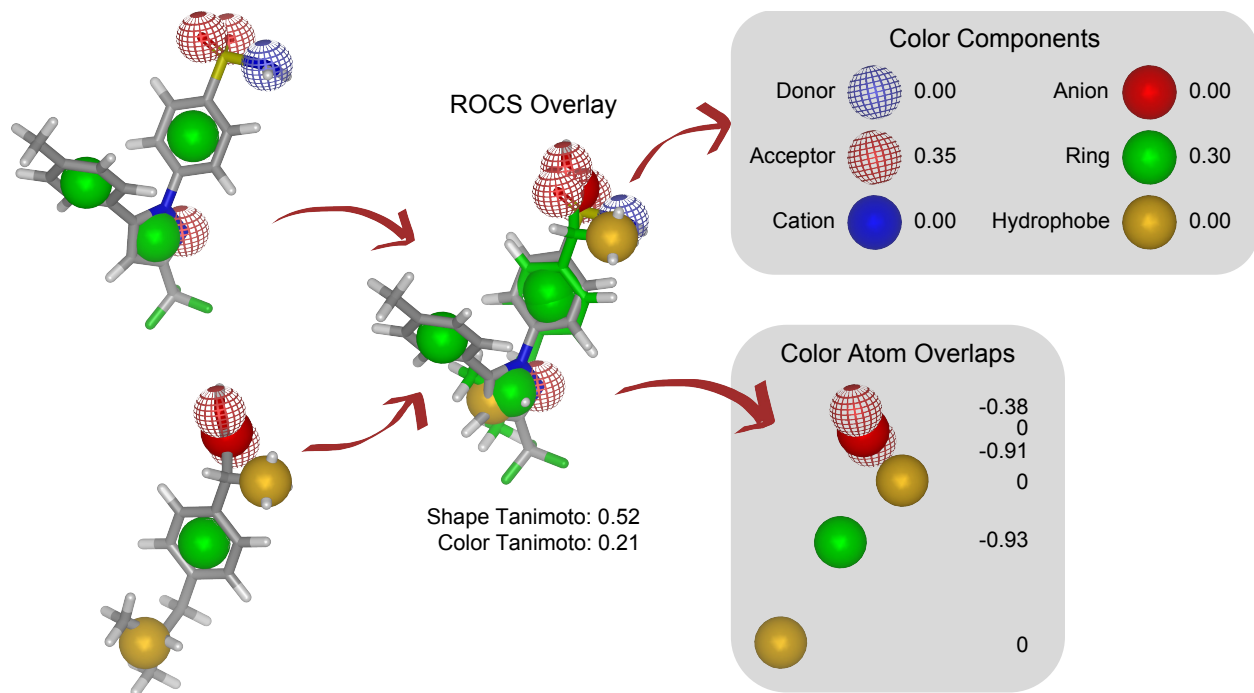 ROCS Overlay
Shape Tanimoto: 0.52
Color Tanimoto: 0.21
Color Components
Donor 0.00 Anion 0.00
Acceptor 0.35 Ring 0.30
Cation 0.00 Hydrophobe 0.00
Color Atom Overlaps
-0.38
0
-0.91
0
-0.93
0